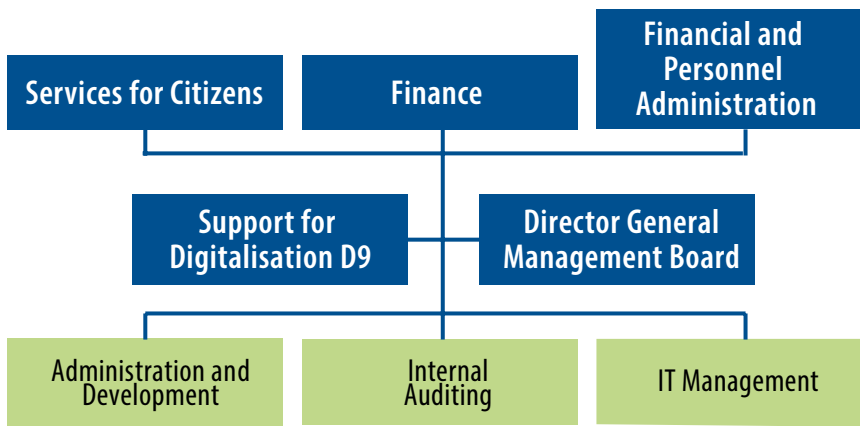 Services for Citizens
Finance
Financial and
Personnel
Administration
Support for
Digitalisation D9
Director General
Management Board
Administration and
Development
Internal
Auditing
IT Management